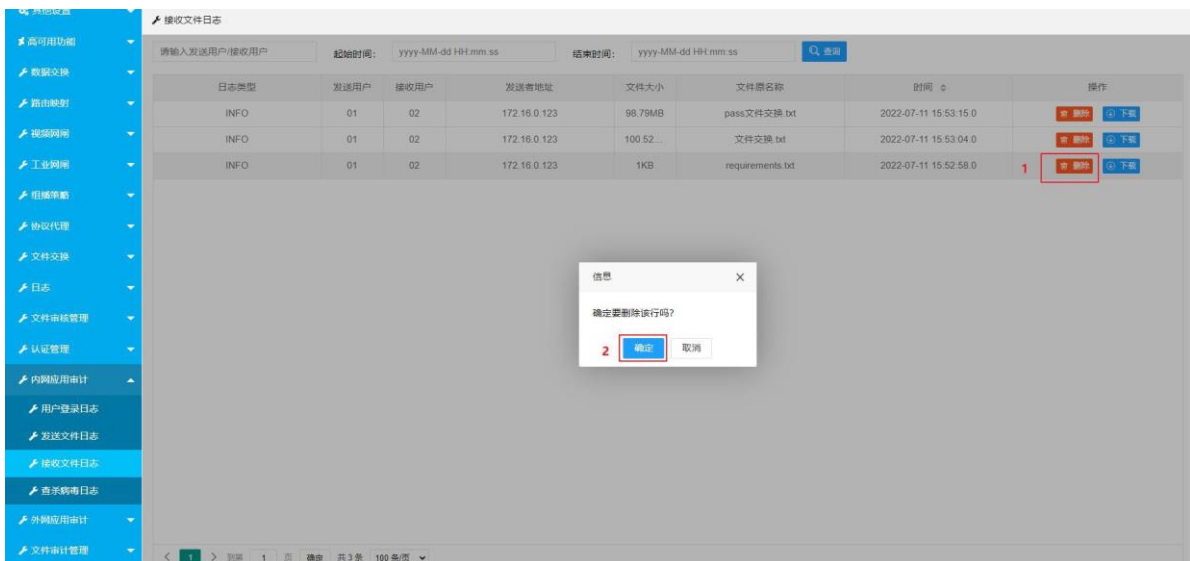 其他设置
接收文件日志
高可用功能
请输入发送用户/接收用户 起始时间: yyyy-MM-dd HH:mm:ss 结束时间: yyyy-MM-dd HH:mm:ss 查询
数据交换
日志类型 发送用户 接收用户 发送者地址 文件大小 文件原名称 时间 操作
路由映射
INFO 01 02 172.16.0.123 98.79MB pass文件交换.txt 2022-07-11 15:53:15.0 删除 下载
视频网闸
INFO 01 02 172.16.0.123 100.52... 文件交换.txt 2022-07-11 15:53:04.0 删除 下载
工业网闸
INFO 01 02 172.16.0.123 1KB requirements.txt 2022-07-11 15:52:58.0 1 删除 下载
组播策略
协议代理
文件交换
信息
日志
确定要删除该行吗?
文件审核管理
认证管理
2 确定 取消
内网应用审计
用户登录日志
发送文件日志
接收文件日志
查杀病毒日志
外网应用审计
文件审计管理
1 到第 1 页 确定 共 3 条 100 条/页